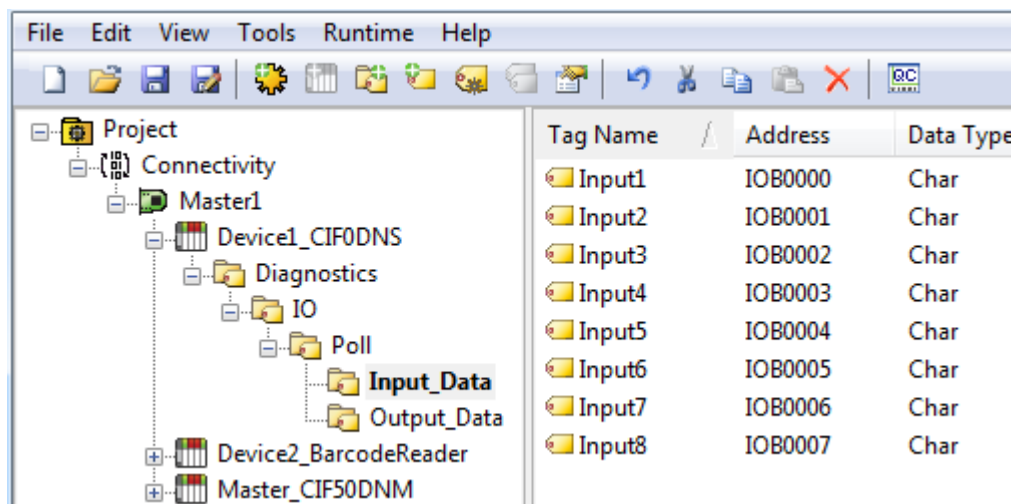 File Edit View Tools Runtime Help
QC
Project
Connectivity
Master1
Device1_CIF0DNS
Diagnostics
IO
Poll
Input_Data
Output_Data
Device2_BarcodeReader
Master_CIF50DNM
Tag Name Address Data Type
Input1 IOB0000 Char
Input2 IOB0001 Char
Input3 IOB0002 Char
Input4 IOB0003 Char
Input5 IOB0004 Char
Input6 IOB0005 Char
Input7 IOB0006 Char
Input8 IOB0007 Char